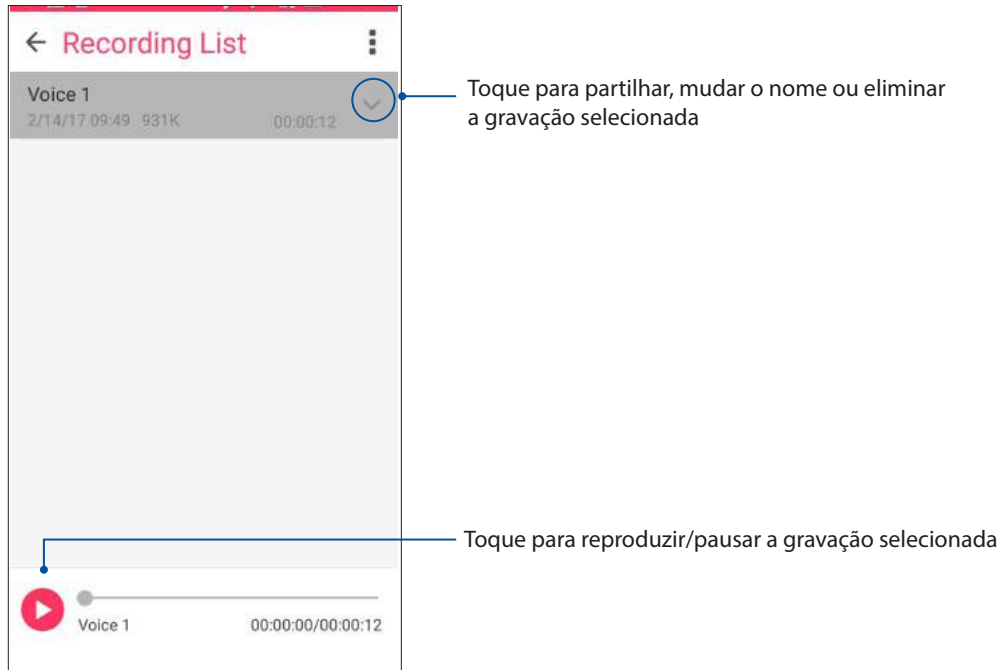 Recording List
Voice 1
2/14/17 09:49 931K 00:00:12
Toque para partilhar, mudar o nome ou eliminar
a gravação selecionada
Toque para reproduzir/pausar a gravação selecionada
Voice 1 00:00:00/00:00:12